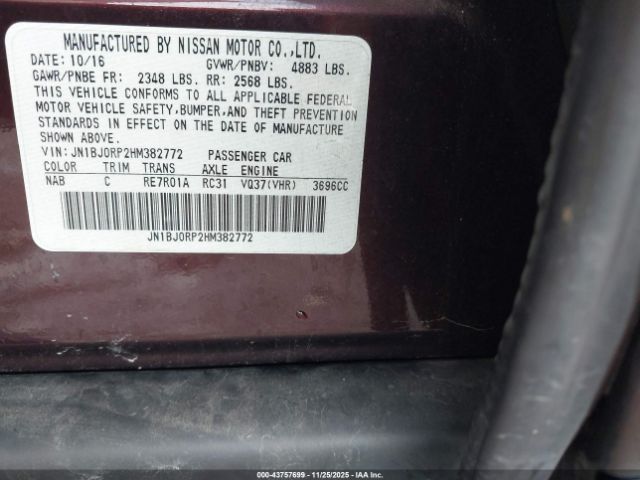 MANUFACTURED BY NISSAN MOTOR CO.,LTD.
DATE: 10/16 GVWR/PNBV: 4883 LBS.
GAWR/PNBE FR: 2348 LBS. RR: 2568 LBS.
THIS VEHICLE CONFORMS TO ALL APPLICABLE FEDERAL
MOTOR VEHICLE SAFETY, BUMPER, AND THEFT PREVENTION
STANDARDS IN EFFECT ON THE DATE OF MANUFACTURE
SHOWN ABOVE.
VIN: JN1BJ0RP2HM382772 PASSENGER CAR
COLOR TRIM TRANS AXLE ENGINE
NAB C RE7R01A RC31 VQ37(VHR) 3696CC
JN1BJ0RP2HM382772
000-43757699 - 11/25/2025 - IAAI.COM